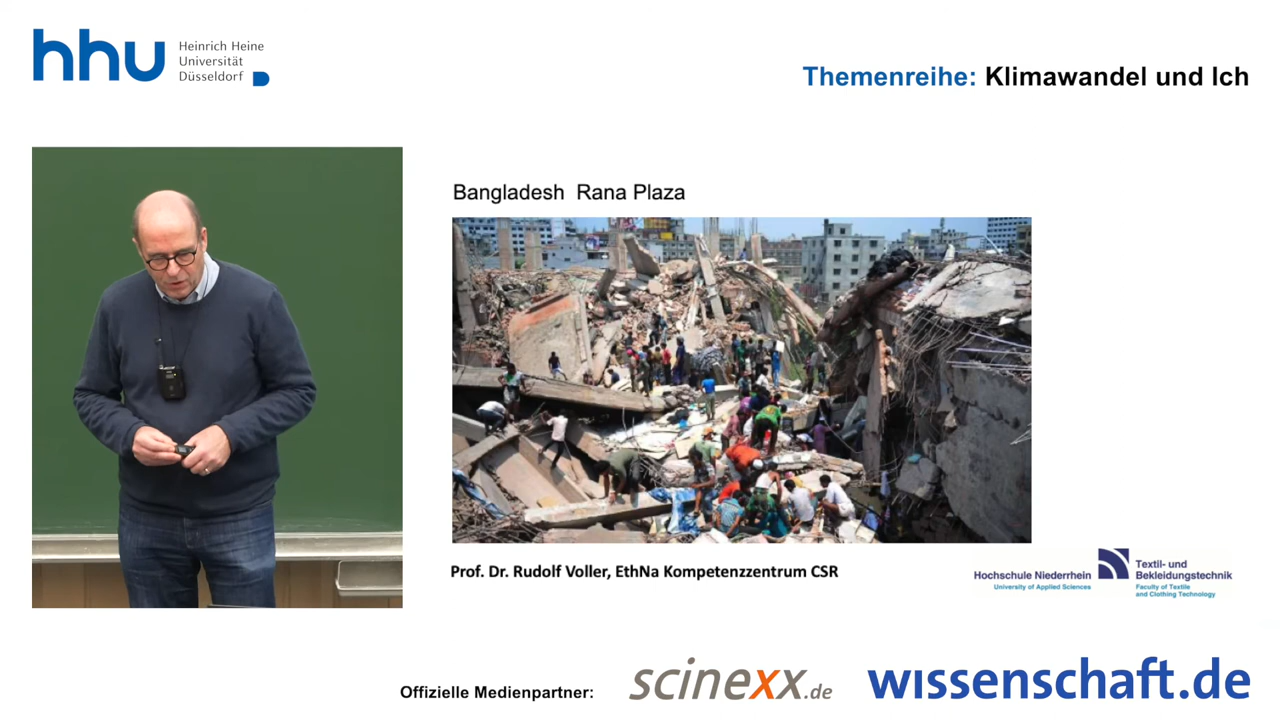 hhu Heinrich Heine
Universität
Düsseldorf
Themenreihe: Klimawandel und Ich
Bangladesh Rana Plaza
Prof. Dr. Rudolf Voller, EthNa Kompetenzzentrum CSR
Hochschule Niederrhein
University of Applied Sciences
Textil- und
Bekleidungstechnik
Faculty of Textile
and Clothing Technology
Offizielle Medienpartner:
scinexx.de
wissenschaft.de